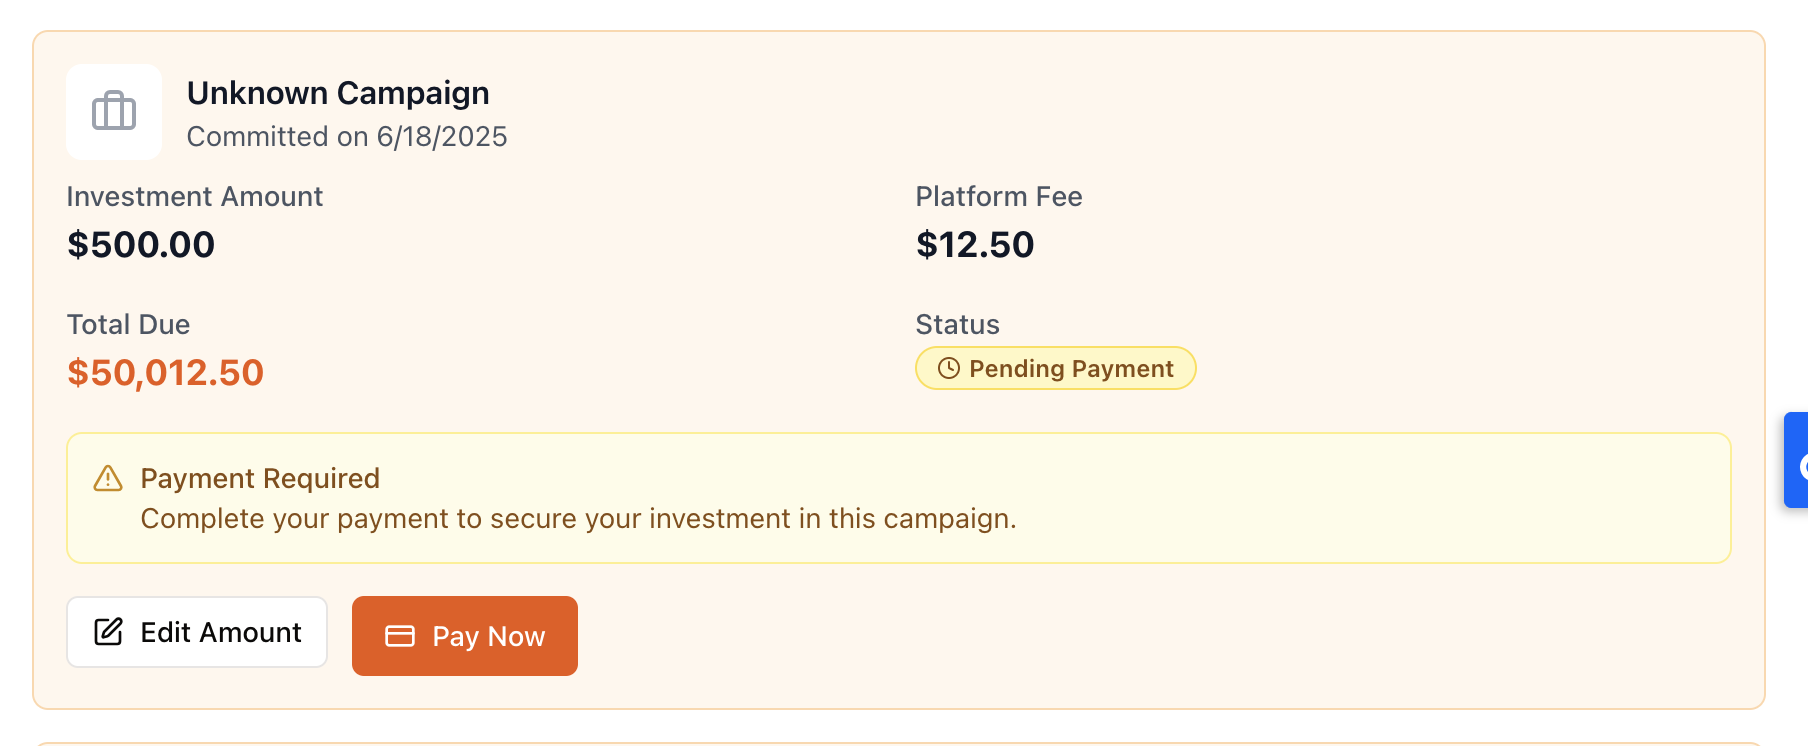 Unknown Campaign
Committed on 6/18/2025
Investment Amount
$500.00
Platform Fee
$12.50
Total Due
$50,012.50
Status
Pending Payment
Payment Required
Complete your payment to secure your investment in this campaign.
Edit Amount
Pay Now